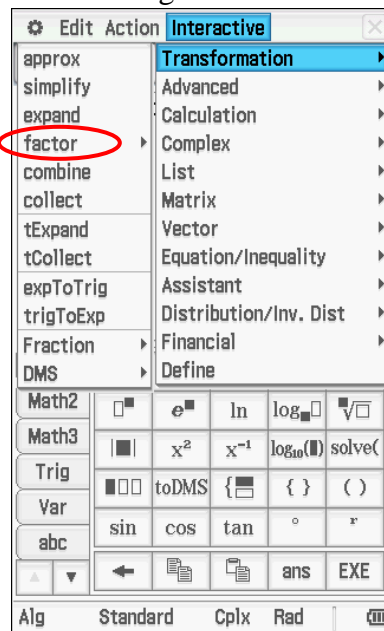 Edit Action Interactive
approx
simplify
expand
factor
combine
collect
tExpand
tCollect
expToTrig
trigToExp
Fraction
DMS
Transformation
Advanced
Calculation
Complex
List
Matrix
Vector
Equation/Inequality
Assistant
Distribution/Inv. Dist
Financial
Define
Math2
Math3
Trig
Var
abc
e■ ln log■□ ■√□
|■| x² x⁻¹ log₁₀(■) solve(
toDMS { } ( )
sin cos tan ° r
ans EXE
Alg Standard Cplx Rad